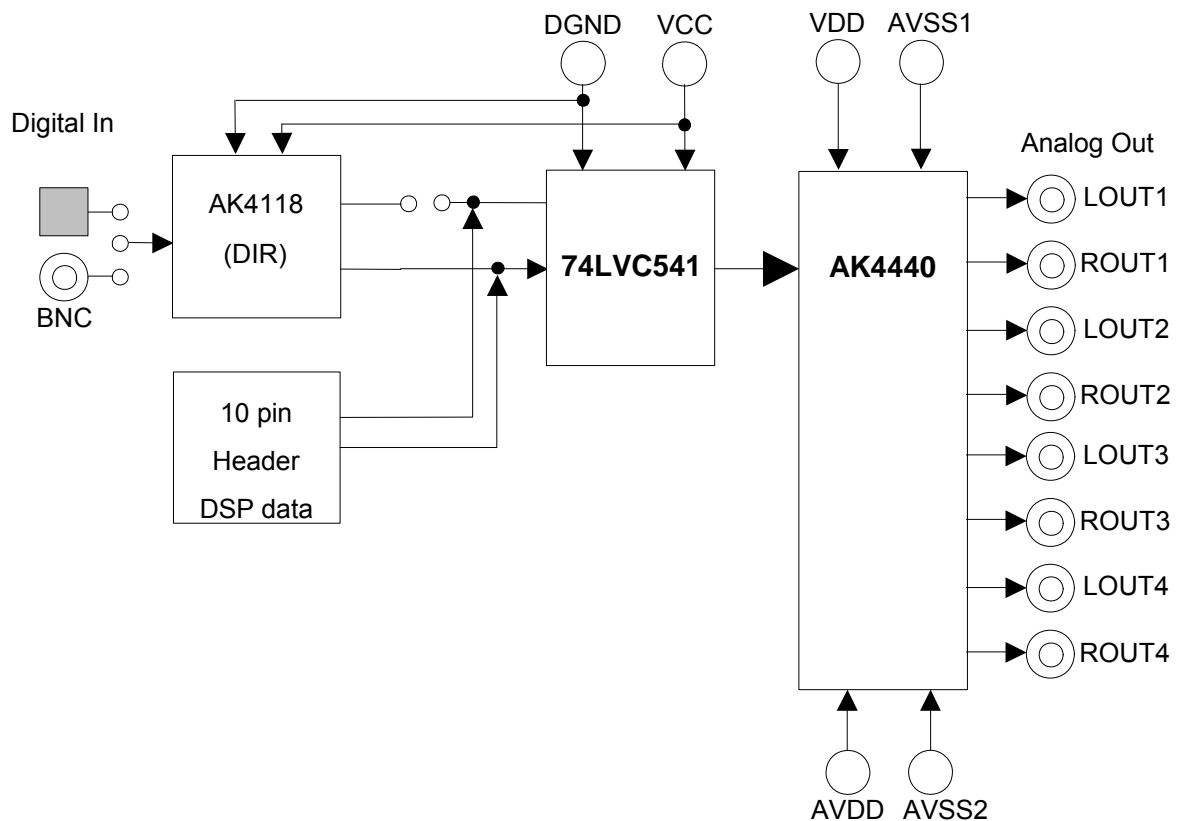 DGND
VCC
VDD
AVSS1
Digital In
Analog Out
AK4118
(DIR)
BNC
74LVC541
AK4440
LOUT1
ROUT1
LOUT2
ROUT2
LOUT3
ROUT3
LOUT4
ROUT4
10 pin
Header
DSP data
AVDD
AVSS2